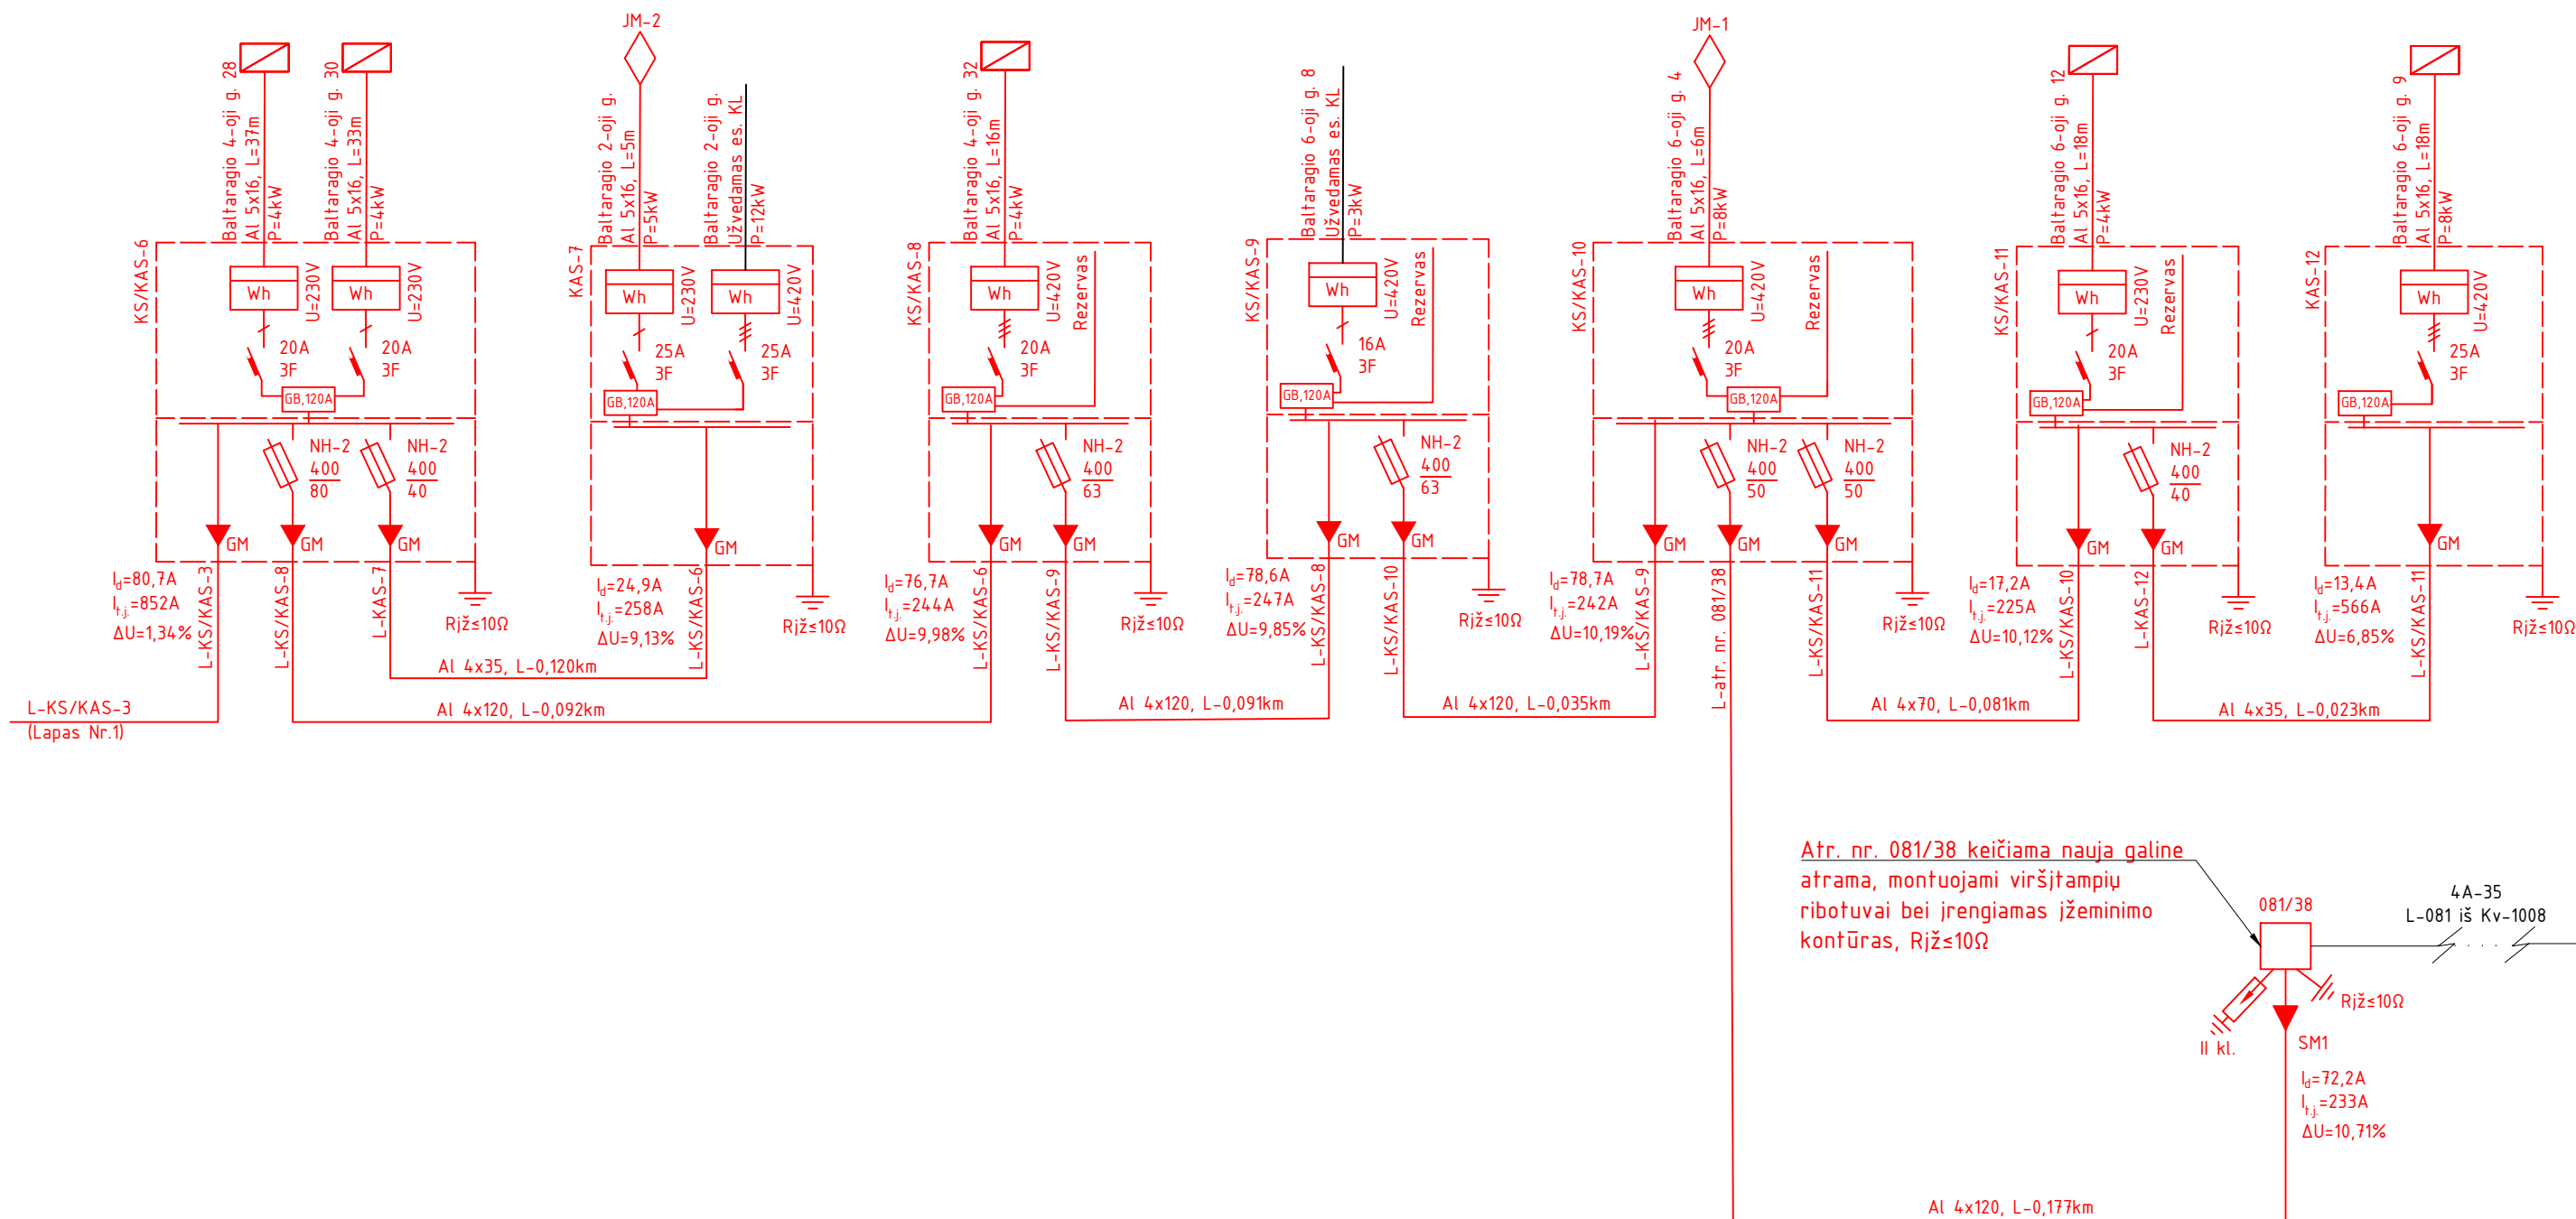 Baltaragio 4-oji g. 28
Al 5x16, L=37m
P=4kW
Baltaragio 4-oji g. 30
Al 5x16, L=33m
P=4kW
KS/KAS-6
Wh
U=230V
Wh
U=230V
20A
3F
20A
3F
GB,120A
NH-2
400
80
NH-2
400
40
GM
GM
GM
Id=80,7A
It.j.=852A
ΔU=1,34%
L-KS/KAS-3
L-KS/KAS-8
L-KAS-7
Rįž≤10Ω
L-KS/KAS-3
(Lapas Nr.1)
Al 4x35, L-0,120km
Al 4x120, L-0,092km
JM-2
Baltaragio 2-oji g.
Al 5x16, L=5m
P=5kW
Baltaragio 2-oji g.
Užvedamas es. KL
P=12kW
KAS-7
Wh
U=230V
Wh
U=420V
25A
3F
25A
3F
GB,120A
GM
Id=24,9A
It.j.=258A
ΔU=9,13%
L-KS/KAS-6
Rįž≤10Ω
Baltaragio 4-oji g. 32
Al 5x16, L=16m
P=4kW
KS/KAS-8
Wh
U=420V
Rezervas
20A
3F
GB,120A
NH-2
400
63
GM
GM
Id=76,7A
It.j.=244A
ΔU=9,98%
L-KS/KAS-6
L-KS/KAS-9
Rįž≤10Ω
Al 4x120, L-0,091km
Baltaragio 6-oji g. 8
Užvedamas es. KL
P=3kW
KS/KAS-9
Wh
U=420V
Rezervas
16A
3F
GB,120A
NH-2
400
63
GM
GM
Id=78,6A
It.j.=247A
ΔU=9,85%
L-KS/KAS-8
L-KS/KAS-10
Rįž≤10Ω
Al 4x120, L-0,035km
JM-1
Baltaragio 6-oji g. 4
Al 5x16, L=6m
P=8kW
KS/KAS-10
Wh
U=420V
Rezervas
20A
3F
GB,120A
NH-2
400
50
NH-2
400
50
GM
GM
GM
Id=78,7A
It.j.=242A
ΔU=10,19%
L-KS/KAS-9
L-atr. nr. 081/38
L-KS/KAS-11
Rįž≤10Ω
Al 4x70, L-0,081km
Baltaragio 6-oji g. 12
Al 5x16, L=18m
P=4kW
KS/KAS-11
Wh
U=230V
Rezervas
20A
3F
GB,120A
NH-2
400
40
GM
GM
Id=17,2A
It.j.=225A
ΔU=10,12%
L-KS/KAS-10
L-KAS-12
Rįž≤10Ω
Al 4x35, L-0,023km
Baltaragio 6-oji g. 9
Al 5x16, L=18m
P=8kW
KAS-12
Wh
U=420V
25A
3F
GB,120A
GM
Id=13,4A
It.j.=566A
ΔU=6,85%
L-KS/KAS-11
Rįž≤10Ω
Atr. nr. 081/38 keičiama nauja galine
atrama, montuojami viršįtampių
ribotuvai bei įrengiamas įžeminimo
kontūras, Rįž≤10Ω
081/38
4A-35
L-081 iš Kv-1008
Rįž≤10Ω
II kl.
SM1
Id=72,2A
It.j.=233A
ΔU=10,71%
Al 4x120, L-0,177km